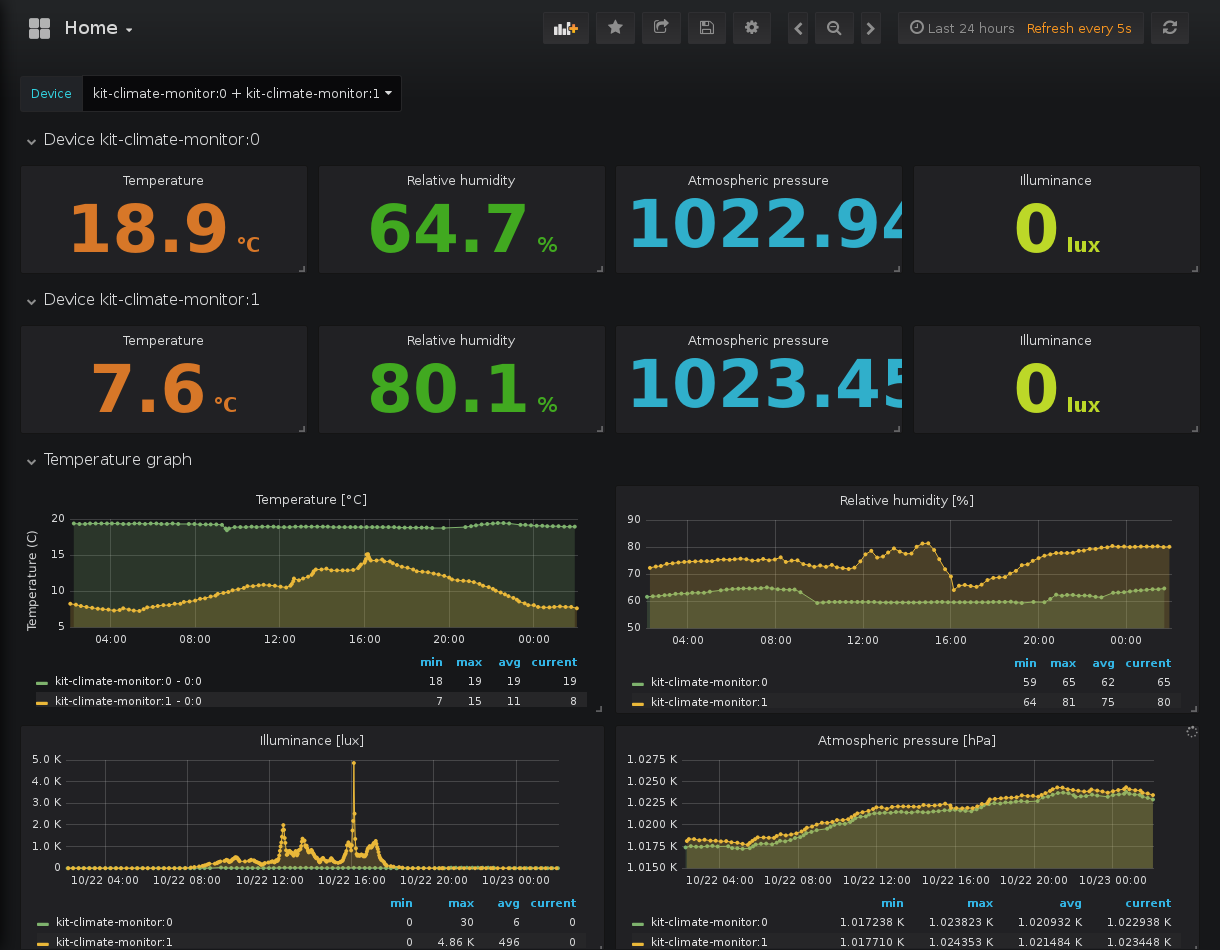 Home
Last 24 hours Refresh every 5s
Device kit-climate-monitor:0 + kit-climate-monitor:1
Device kit-climate-monitor:0
Temperature Relative humidity Atmospheric pressure Illuminance
18.9 °C 64.7 % 1022.94 0 lux
Device kit-climate-monitor:1
Temperature Relative humidity Atmospheric pressure Illuminance
7.6 °C 80.1 % 1023.45 0 lux
Temperature graph
Temperature [°C]
Temperature (C)
20
15
10
5
04:00 08:00 12:00 16:00 20:00 00:00
min max avg current
kit-climate-monitor:0 - 0:0 18 19 19 19
kit-climate-monitor:1 - 0:0 7 15 11 8
Relative humidity [%]
90
80
70
60
50
04:00 08:00 12:00 16:00 20:00 00:00
min max avg current
kit-climate-monitor:0 59 65 62 65
kit-climate-monitor:1 64 81 75 80
Illuminance [lux]
5.0 K
4.0 K
3.0 K
2.0 K
1.0 K
0
10/22 04:00 10/22 08:00 10/22 12:00 10/22 16:00 10/22 20:00 10/23 00:00
min max avg current
kit-climate-monitor:0 0 30 6 0
kit-climate-monitor:1 0 4.86 K 496 0
Atmospheric pressure [hPa]
1.0275 K
1.0250 K
1.0225 K
1.0200 K
1.0175 K
1.0150 K
10/22 04:00 10/22 08:00 10/22 12:00 10/22 16:00 10/22 20:00 10/23 00:00
min max avg current
kit-climate-monitor:0 1.017238 K 1.023823 K 1.020932 K 1.022938 K
kit-climate-monitor:1 1.017710 K 1.024353 K 1.021484 K 1.023448 K